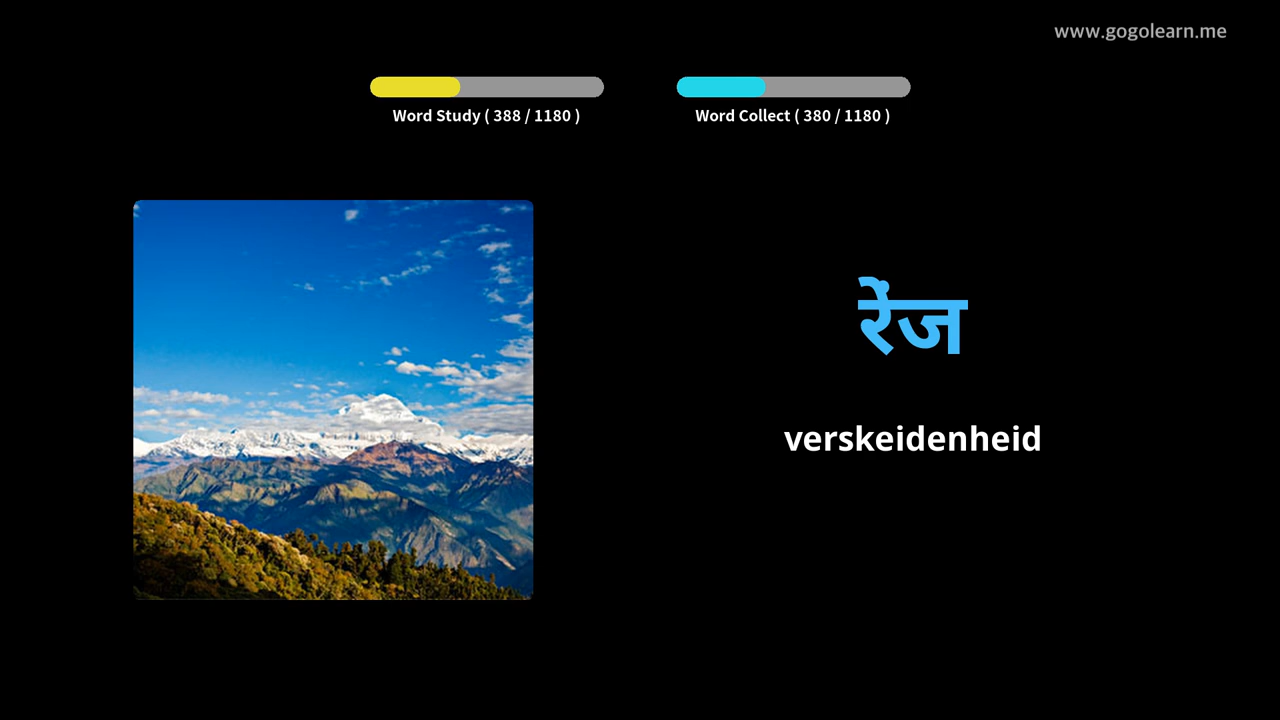 www.gogolearn.me
Word Study ( 388 / 1180 )
Word Collect ( 380 / 1180 )
रेंज
verskeidenheid